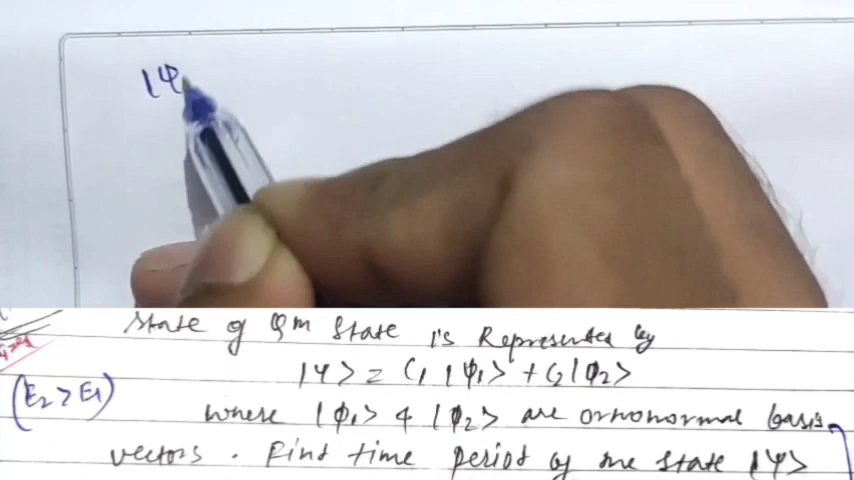 |φ
State of QM State is Represented by
|ψ> = C1 |φ1> + C2 |φ2>
(E2 > E1)
where |φ1> & |φ2> are orthonormal basis
vectors. Find time period of the state |ψ>